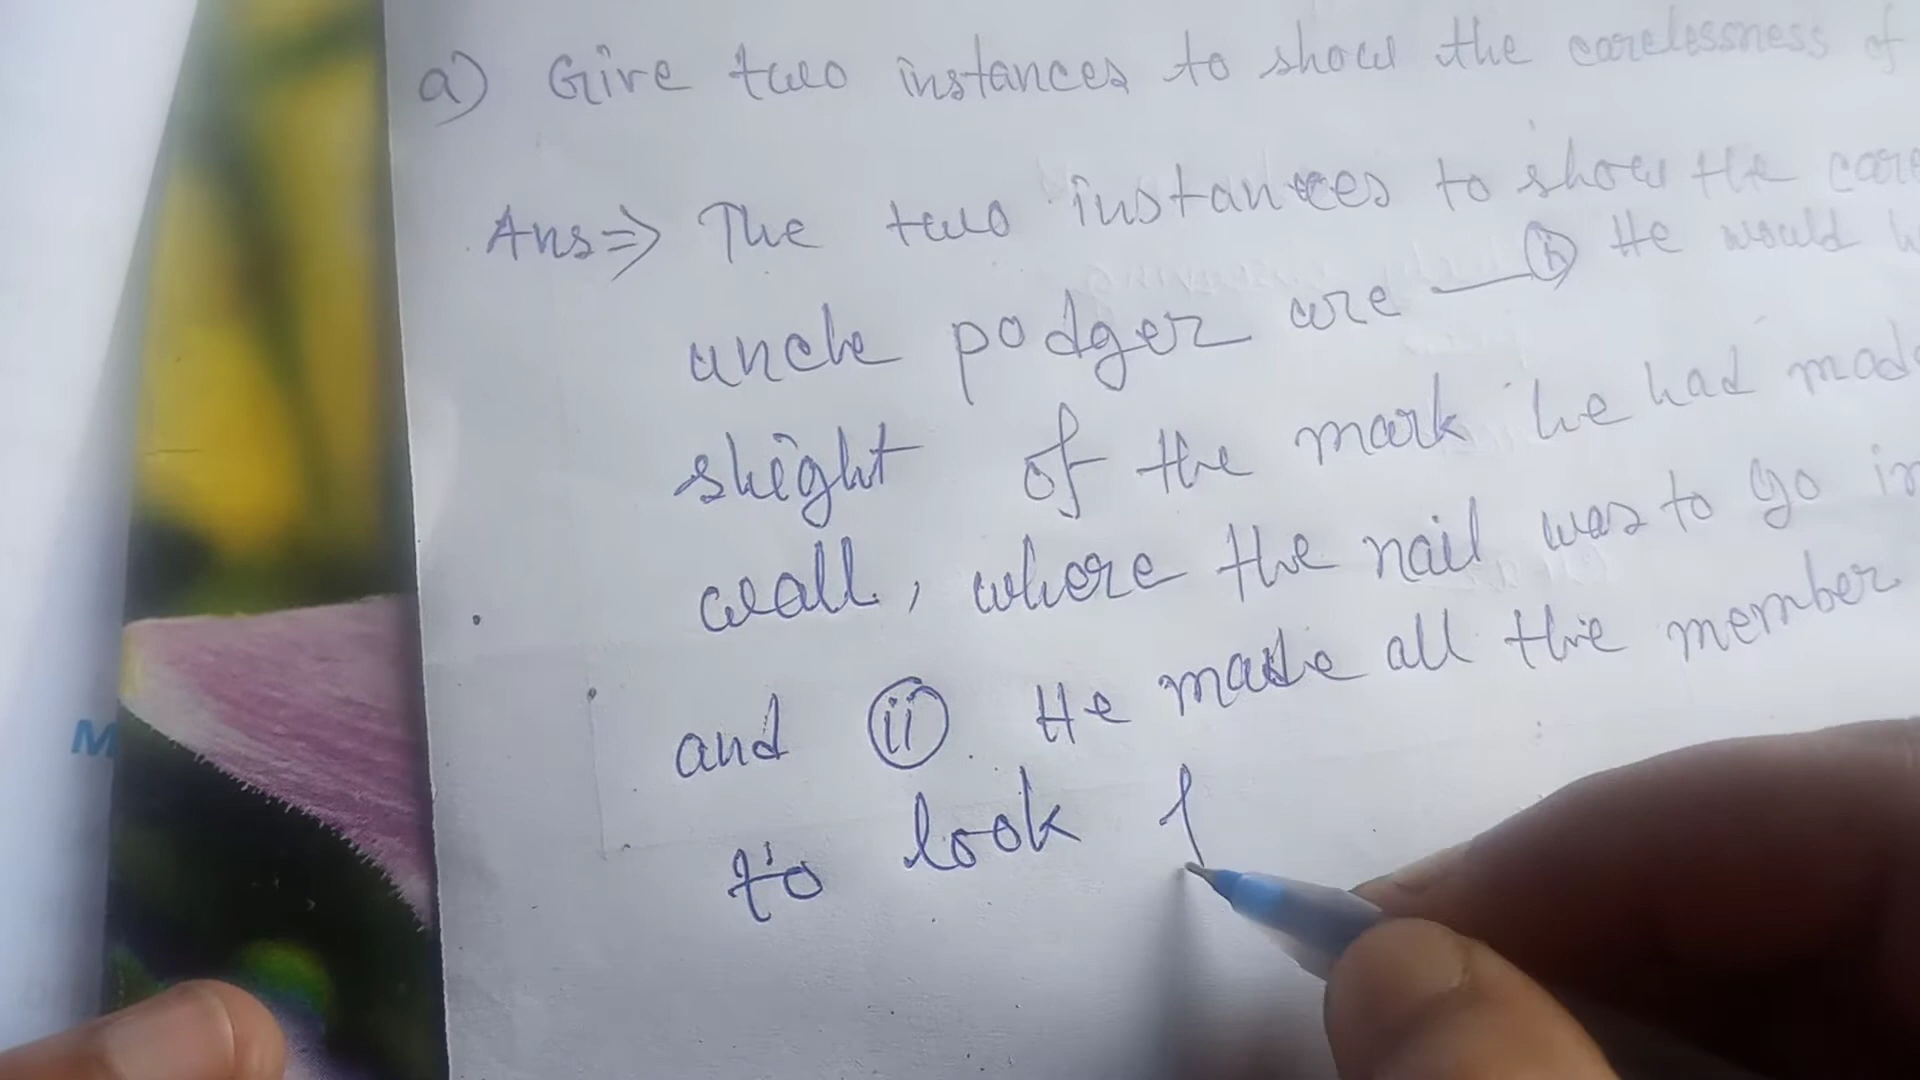 a) Give two instances to show the carelessness of
Ans⇒ The two instances to show the care
uncle podger are — (i) He would
slight of the mark he had made
wall, where the nail was to go in
and (ii). He made all the member
to look f
M